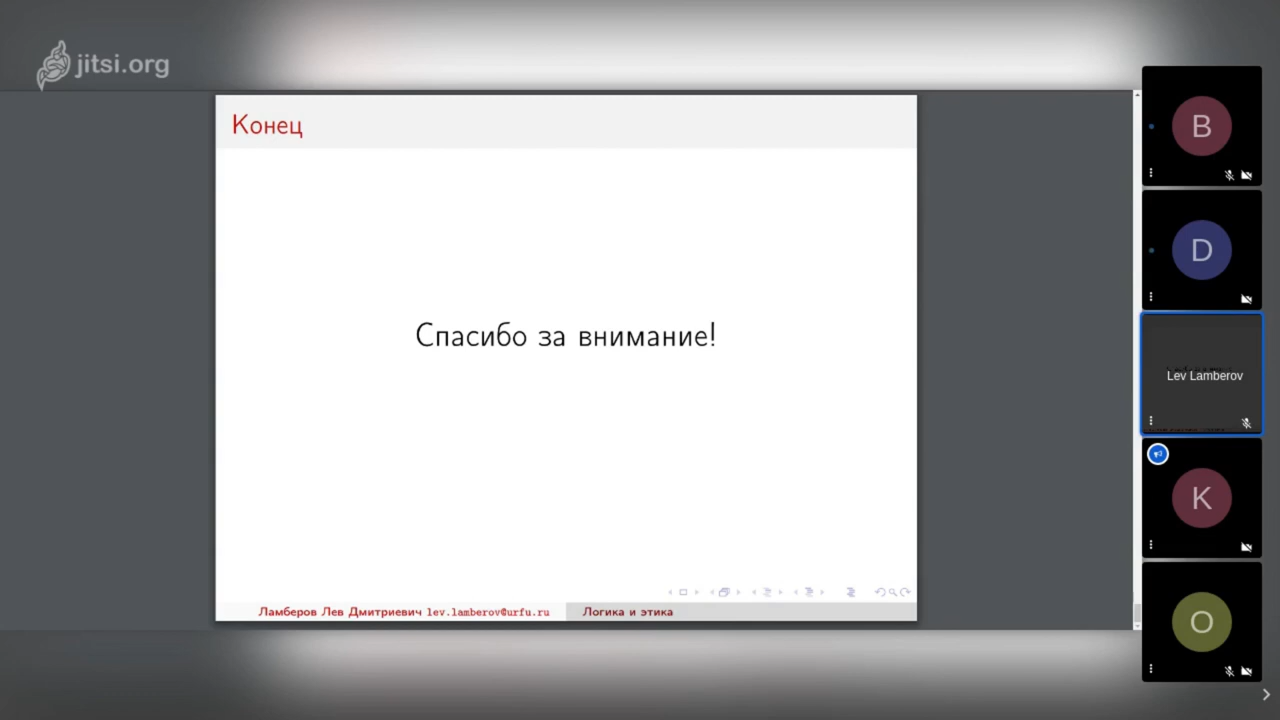 jitsi.org
Конец
Спасибо за внимание!
Ламберов Лев Дмитриевич lev.lamberov@urfu.ru
Логика и этика
B
D
Lev Lamberov
K
O